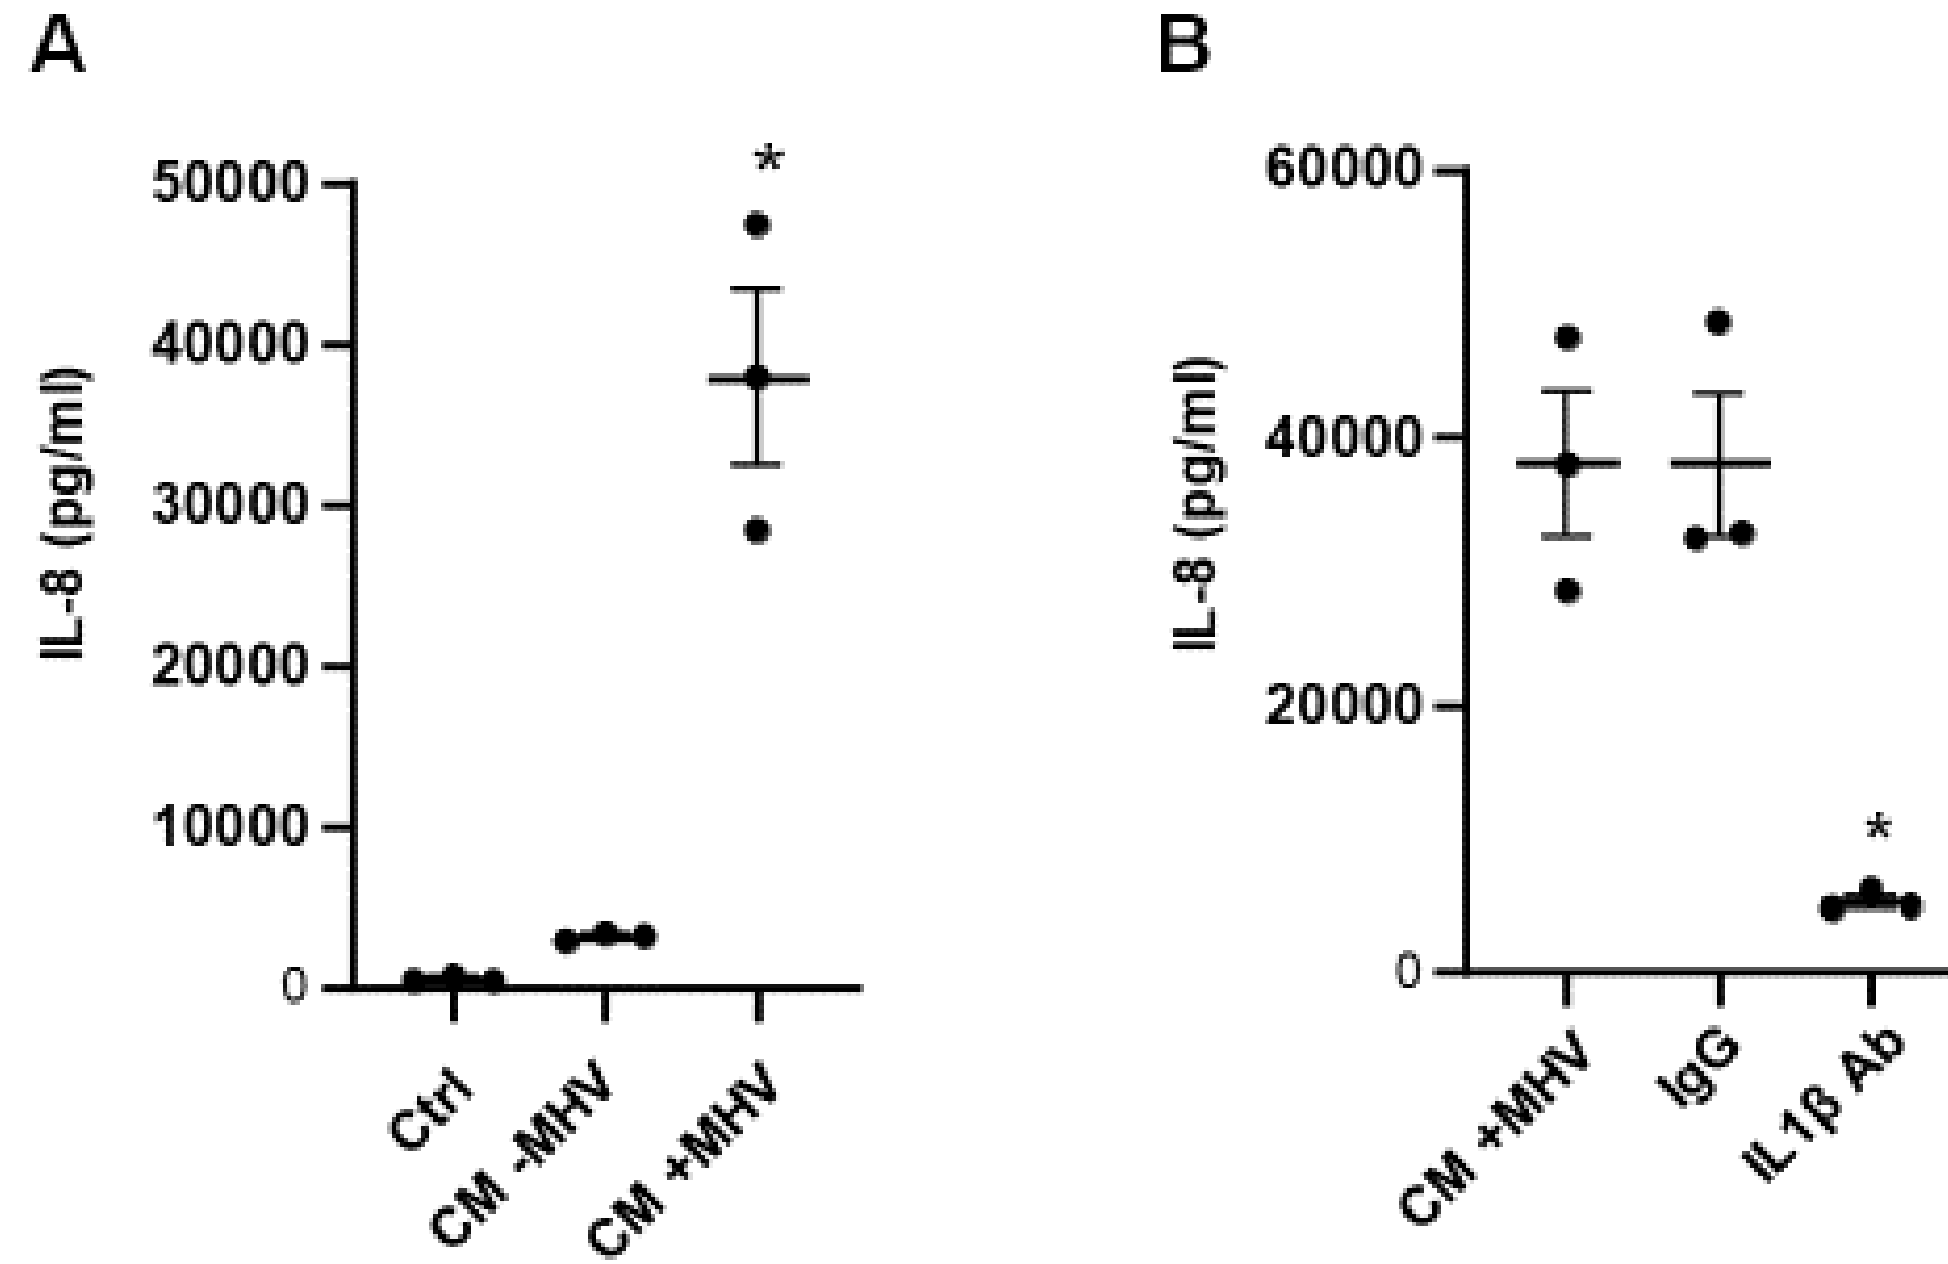 A
IL-8 (pg/ml)
50000
40000
30000
20000
10000
0
*
Ctrl
CM -MHV
CM +MHV
B
IL-8 (pg/ml)
60000
40000
20000
0
*
CM +MHV
IgG
IL1β Ab